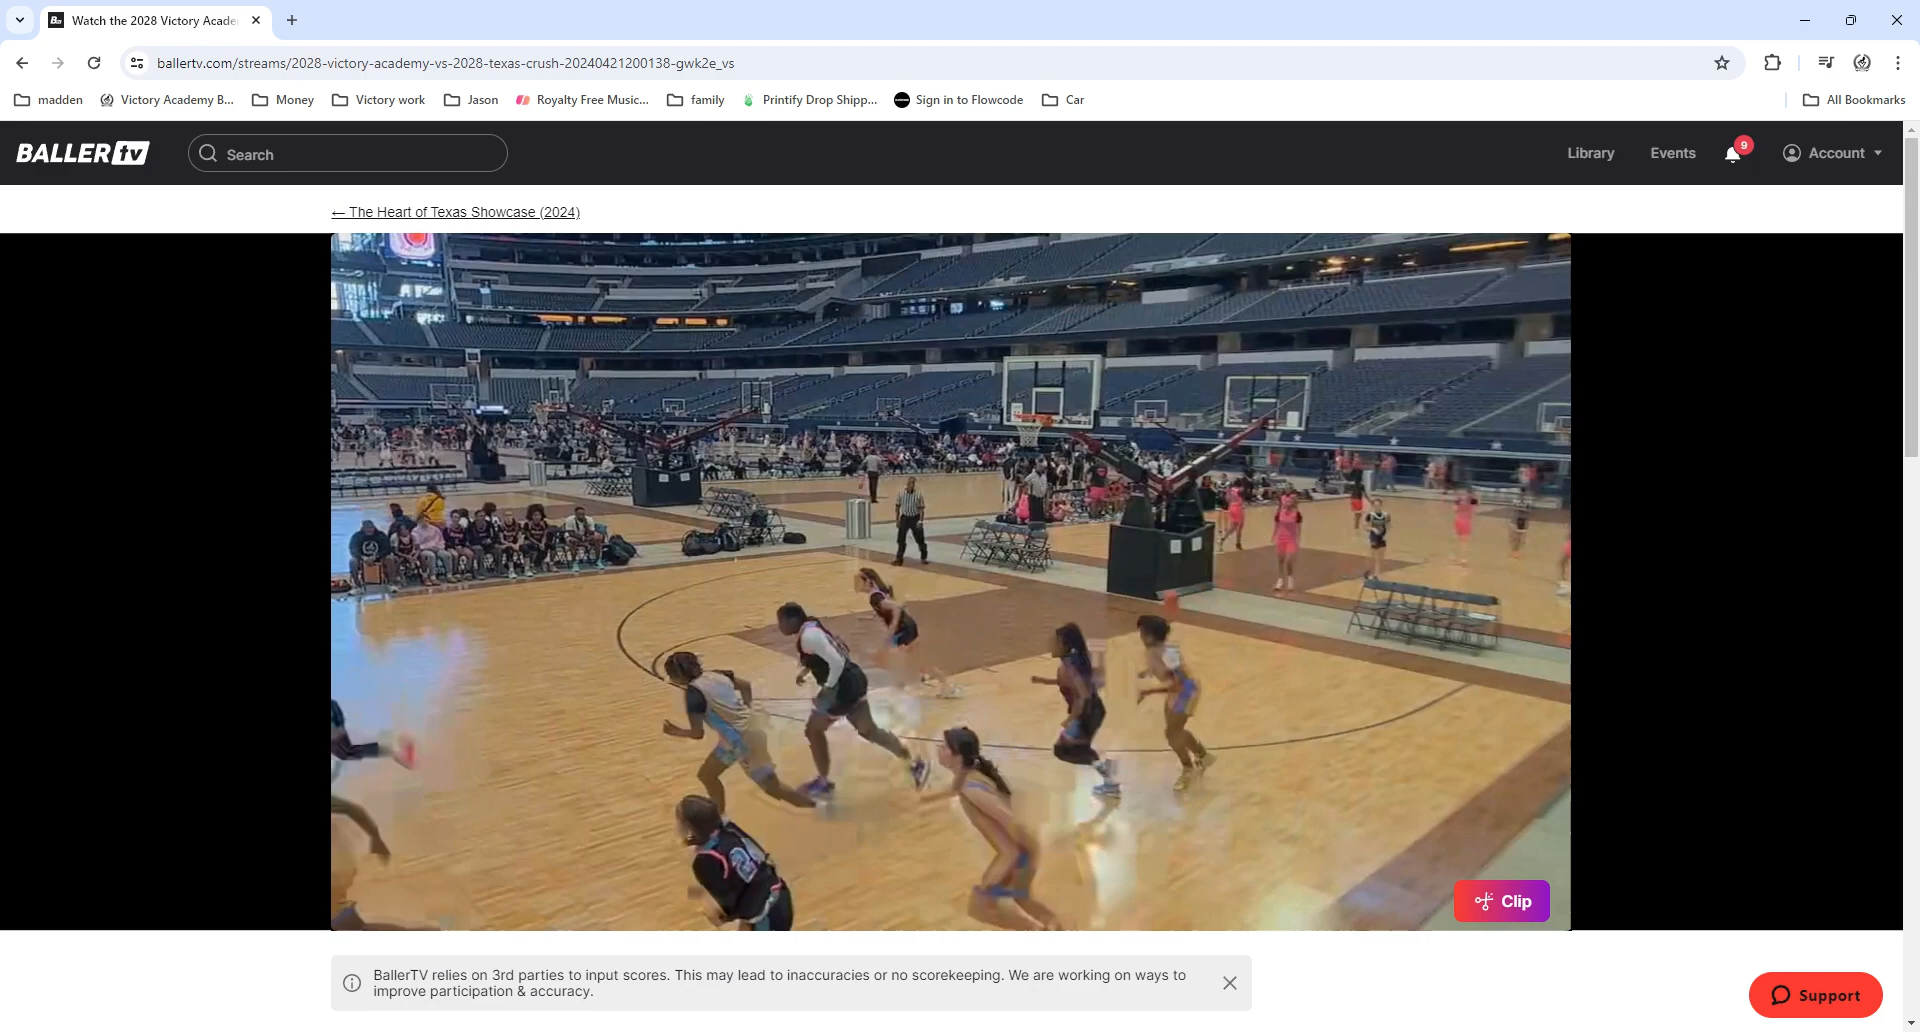 Watch the 2028 Victory Acade
ballertv.com/streams/2028-victory-academy-vs-2028-texas-crush-20240421200138-gwk2e_vs
madden
Victory Academy B...
Money
Victory work
Jason
Royalty Free Music...
family
Printify Drop Shipp...
Sign in to Flowcode
Car
All Bookmarks
BALLER tv
Search
Library
Events
9
Account
← The Heart of Texas Showcase (2024)
Clip
BallerTV relies on 3rd parties to input scores. This may lead to inaccuracies or no scorekeeping. We are working on ways to
improve participation & accuracy.
Support